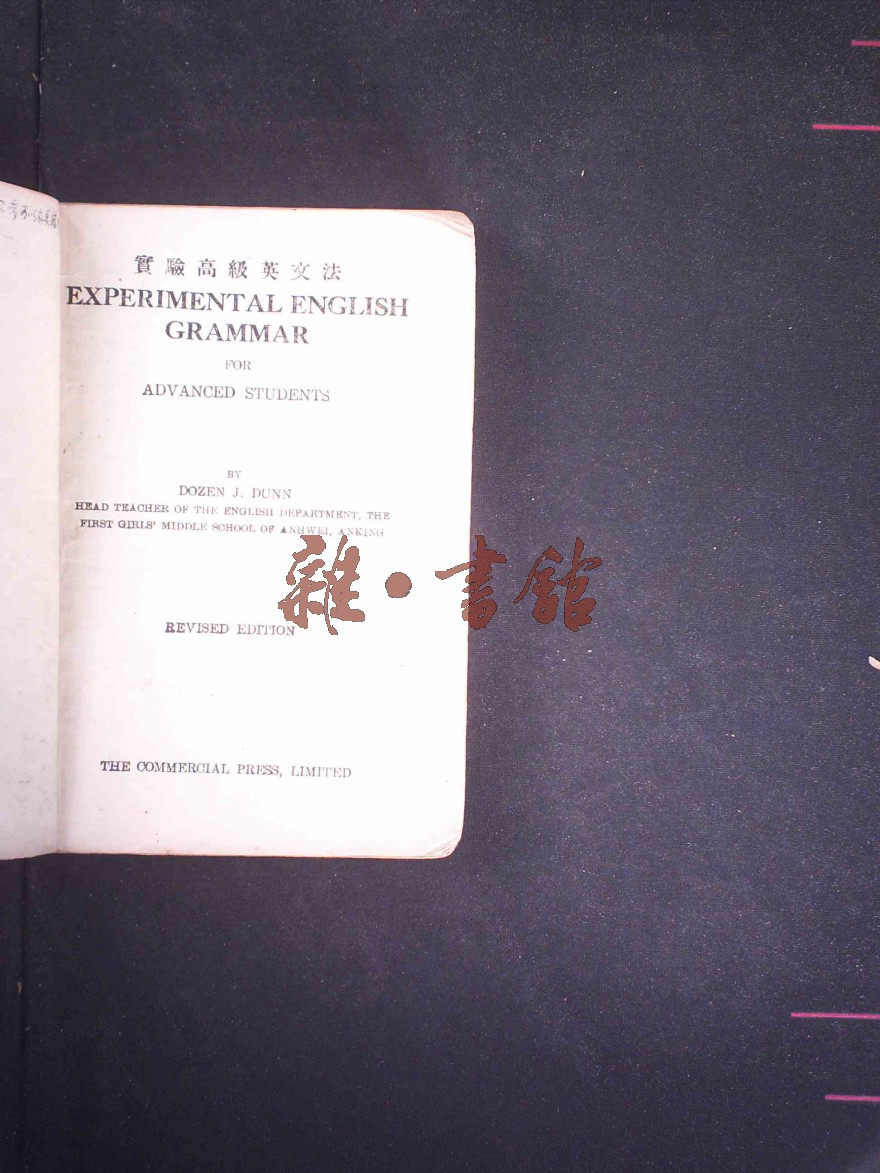 實驗高級英文法
EXPERIMENTAL ENGLISH
GRAMMAR
FOR
ADVANCED STUDENTS
BY
DOZEN J. DUNN
HEAD TEACHER OF THE ENGLISH DEPARTMENT, THE
FIRST GIRLS' MIDDLE SCHOOL OF ANHWEI, ANKING
雜·書館
REVISED EDITION
THE COMMERCIAL PRESS, LIMITED